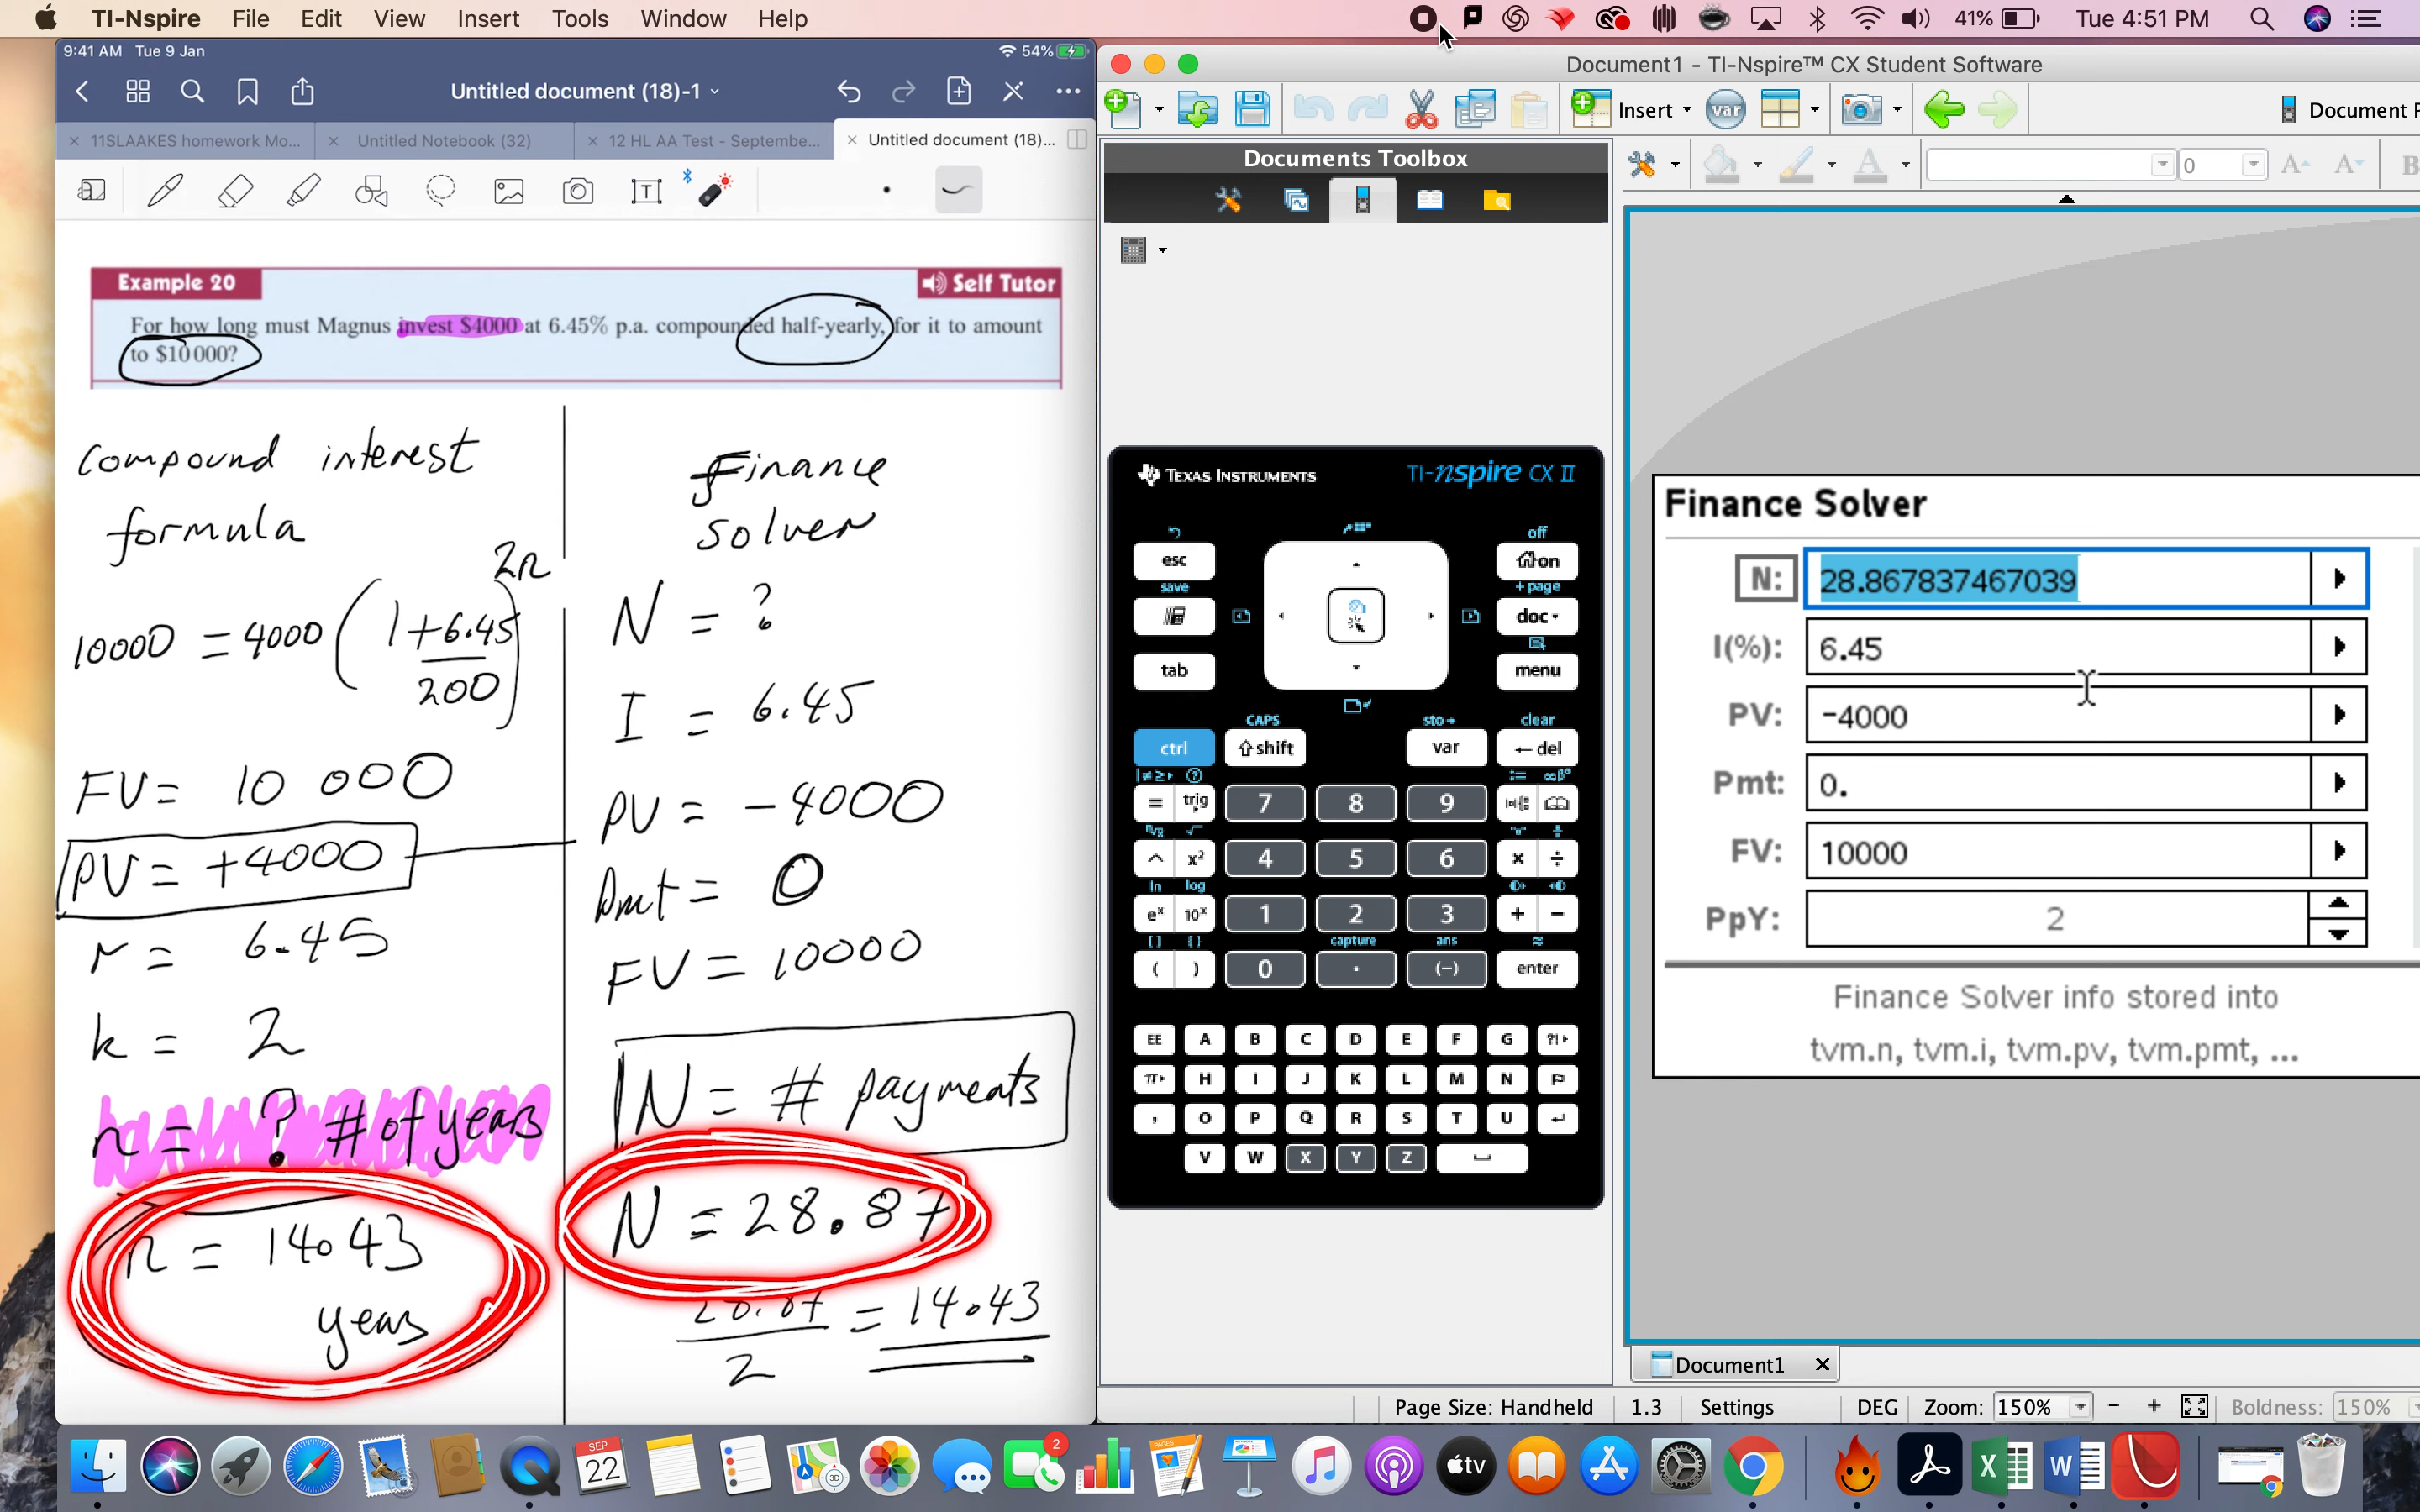 TI-Nspire File Edit View Insert Tools Window Help
41% Tue 4:51 PM
9:41 AM Tue 9 Jan
54%
Untitled document (18)-1
11SLAAKES homework Mo...
Untitled Notebook (32)
12 HL AA Test - Septembe...
Untitled document (18)...
Example 20
Self Tutor
For how long must Magnus invest $4000 at 6.45% p.a. compounded half-yearly, for it to amount
to $10 000?
Compound interest
formula
10000 = 4000 ( 1+6.45
200 )
2n
FV = 10 000
PV = +4000
r = 6.45
k = 2
n = ? # of years
n = 14.43
years
Finance
solver
N = ?
I = 6.45
PV = -4000
Pmt = 0
FV = 10000
N = # payments
N = 28.87
28.87 = 14.43
2
Document1 - TI-Nspire™ CX Student Software
Insert
var
Document P
Documents Toolbox
0
A
A
A
B
TEXAS INSTRUMENTS
TI-nspire CX II
off
esc
on
save
+ page
doc
tab
menu
CAPS
sto→
clear
ctrl
shift
var
←del
= trig 7 8 9
^ x² 4 5 6 × ÷
ln log
eˣ 10ˣ 1 2 3 + −
[] {}
capture
ans
≈
( ) 0 . (−) enter
EE A B C D E F G ?!▸
π▸ H I J K L M N
, O P Q R S T U ↵
V W X Y Z
Finance Solver
N: 28.867837467039
I(%): 6.45
PV: -4000
Pmt: 0.
FV: 10000
PpY: 2
Finance Solver info stored into
tvm.n, tvm.i, tvm.pv, tvm.pmt, ...
Document1
Page Size: Handheld
1.3
Settings
DEG
Zoom: 150%
Boldness: 150%
SEP
22
3D
2
PAGES
tv
X
W